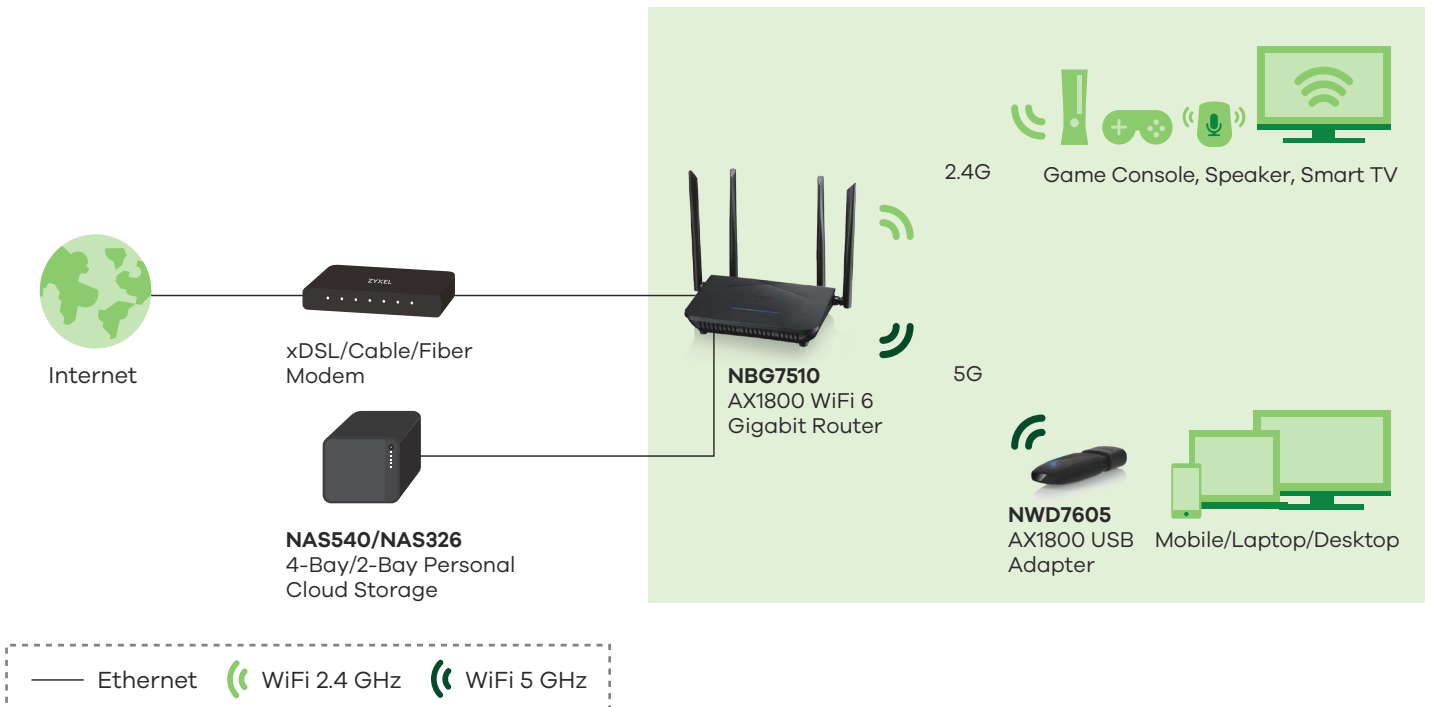 2.4G
Game Console, Speaker, Smart TV
ZYXEL
xDSL/Cable/Fiber
Modem
Internet
NBG7510
AX1800 WiFi 6
Gigabit Router
5G
NAS540/NAS326
4-Bay/2-Bay Personal
Cloud Storage
NWD7605
AX1800 USB
Adapter
Mobile/Laptop/Desktop
Ethernet
WiFi 2.4 GHz
WiFi 5 GHz